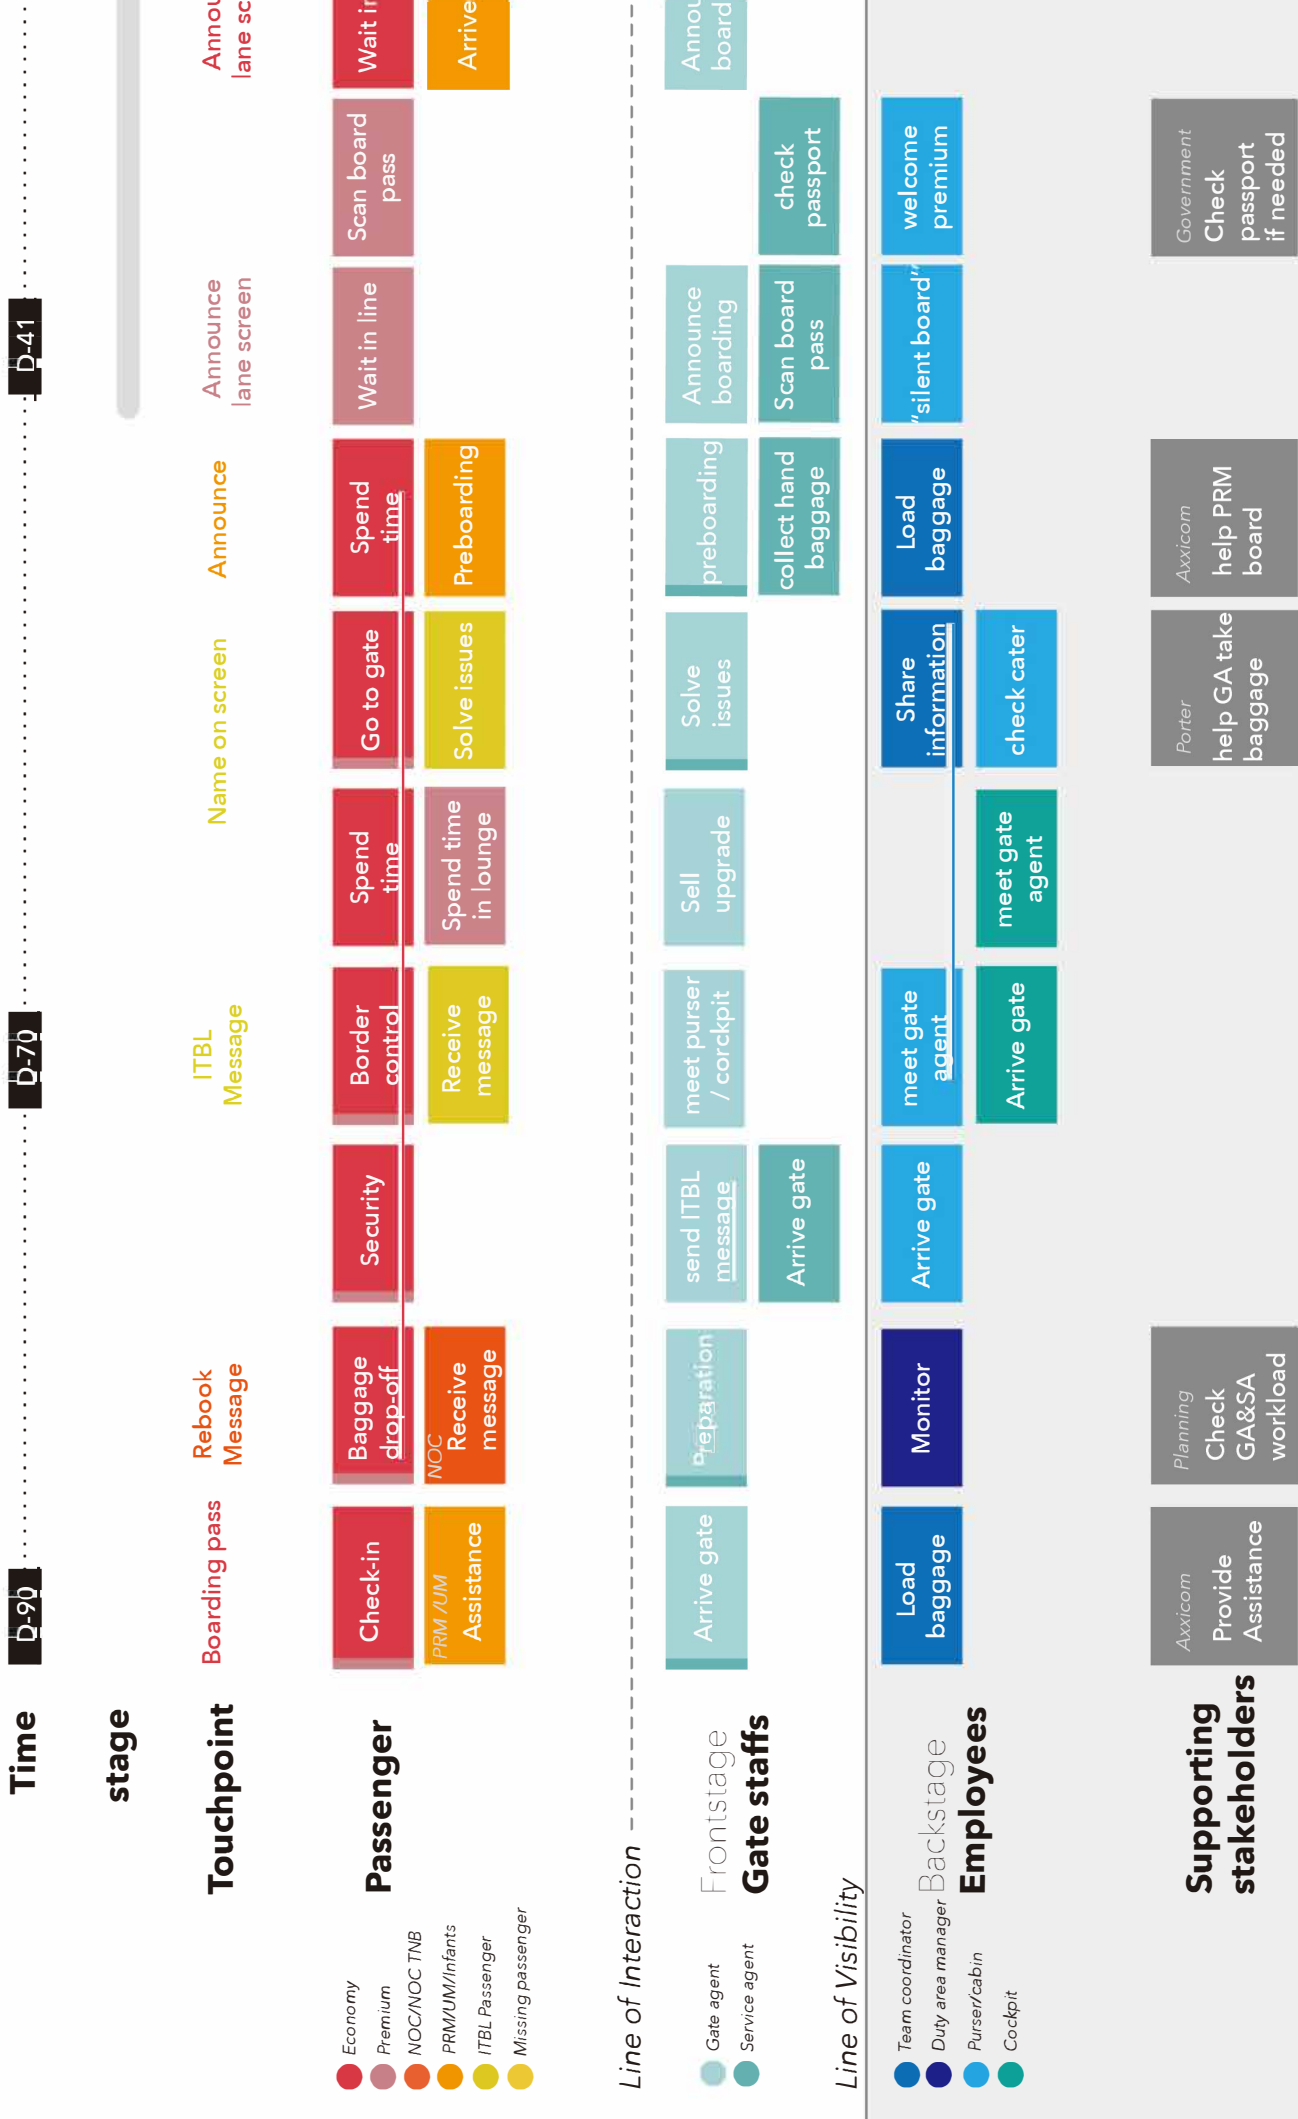 Time
D-90
D-70
D-41
stage
Touchpoint
Boarding pass
Rebook
Message
ITBL
Message
Name on screen
Announce
Announce
lane screen
Passenger
Economy
Premium
NOC/NOC TNB
PRM/UM/Infants
ITBL Passenger
Missing passenger
Check-in
Baggage
drop-off
Security
Border
control
Spend
time
Go to gate
Spend
time
Wait in line
Scan board
pass
PRM /UM
Assistance
NOC
Receive
message
Receive
message
Spend time
in lounge
Solve issues
Preboarding
Arrive
Line of Interaction
Frontstage
Gate staffs
Gate agent
Service agent
Arrive gate
Preparation
send ITBL
message
meet purser
/ corckpit
Sell
upgrade
Solve
issues
preboarding
Announce
boarding
board
Arrive gate
collect hand
baggage
Scan board
pass
check
passport
Line of Visibility
Backstage
Employees
Team coordinator
Duty area manager
Purser/cabin
Cockpit
Load
baggage
Monitor
Arrive gate
meet gate
agent
Share
information
Load
baggage
"silent board"
welcome
premium
Arrive gate
meet gate
agent
check cater
Supporting
stakeholders
Axxicom
Provide
Assistance
Planning
Check
GA&SA
workload
Porter
help GA take
baggage
Axxicom
help PRM
board
Government
Check
passport
if needed